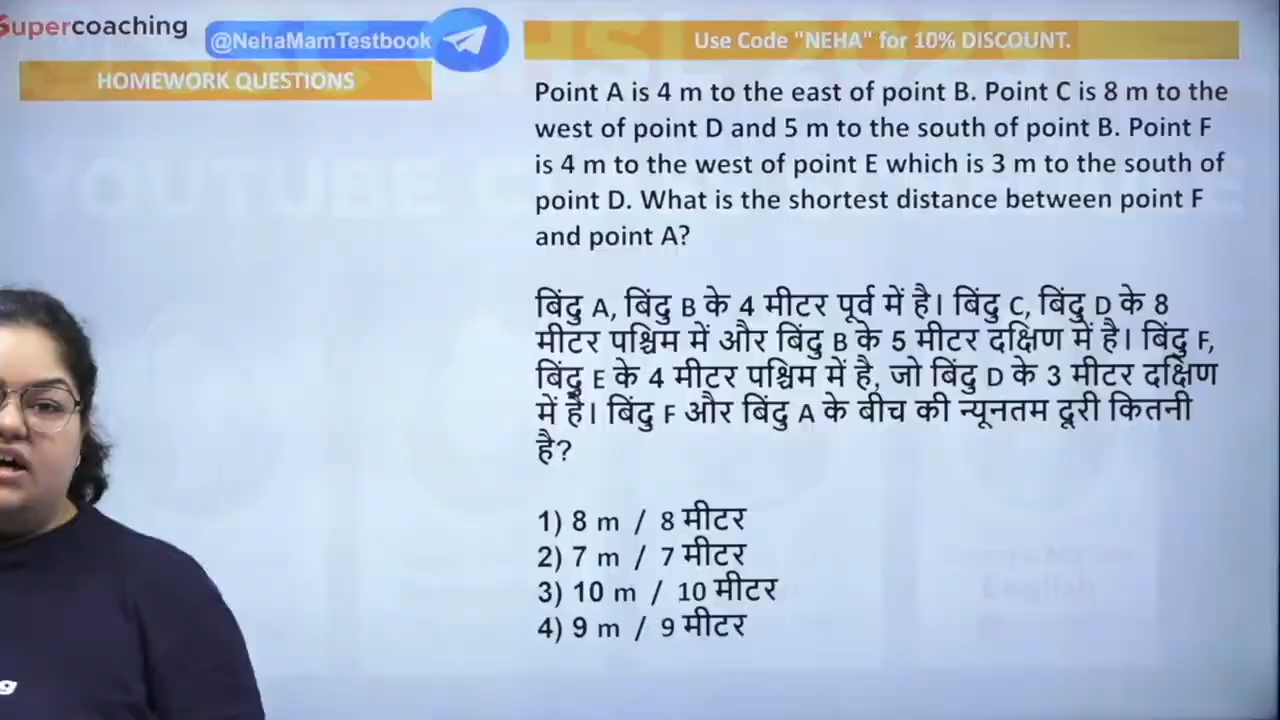 Supercoaching
@NehaMamTestbook
Use Code "NEHA" for 10% DISCOUNT.
HOMEWORK QUESTIONS
Point A is 4 m to the east of point B. Point C is 8 m to the
west of point D and 5 m to the south of point B. Point F
is 4 m to the west of point E which is 3 m to the south of
point D. What is the shortest distance between point F
and point A?
बिंदु A, बिंदु B के 4 मीटर पूर्व में है। बिंदु C, बिंदु D के 8
मीटर पश्चिम में और बिंदु B के 5 मीटर दक्षिण में है। बिंदु F,
बिंदु E के 4 मीटर पश्चिम में है, जो बिंदु D के 3 मीटर दक्षिण
में है। बिंदु F और बिंदु A के बीच की न्यूनतम दूरी कितनी
है?
1) 8 m / 8 मीटर
2) 7 m / 7 मीटर
3) 10 m / 10 मीटर
4) 9 m / 9 मीटर